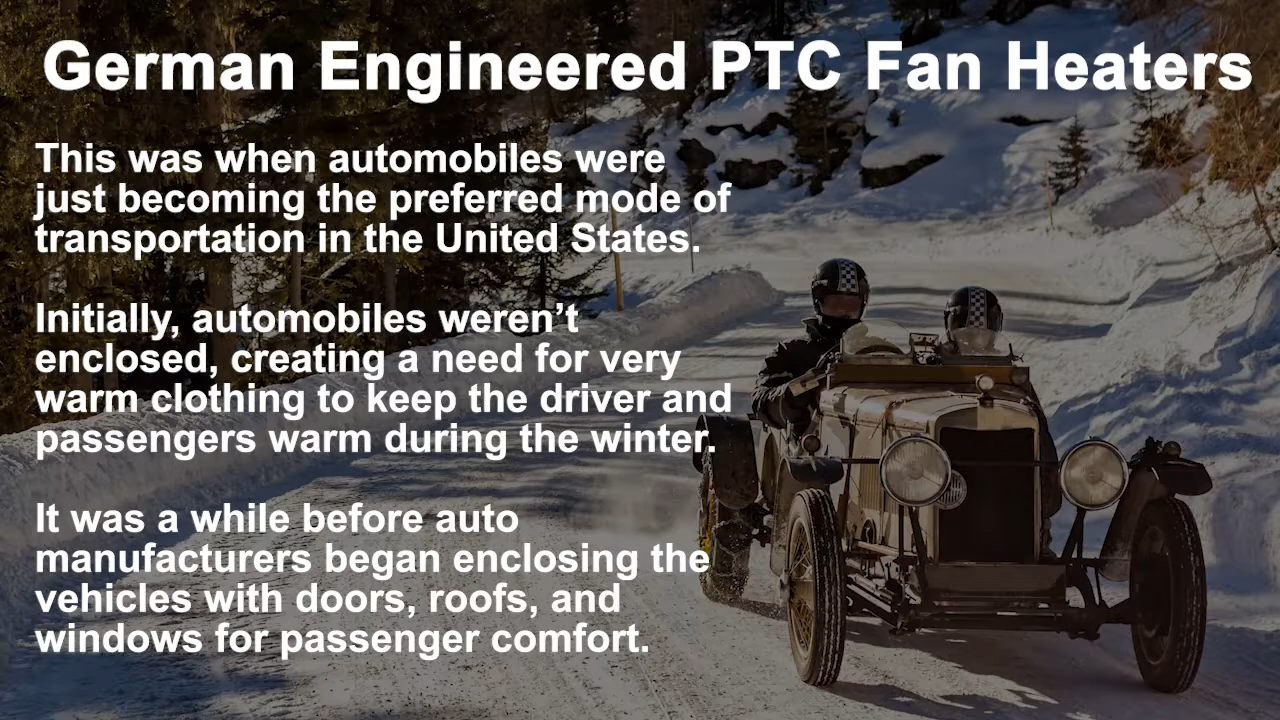 German Engineered PTC Fan Heaters
This was when automobiles were
just becoming the preferred mode of
transportation in the United States.
Initially, automobiles weren’t
enclosed, creating a need for very
warm clothing to keep the driver and
passengers warm during the winter.
It was a while before auto
manufacturers began enclosing the
vehicles with doors, roofs, and
windows for passenger comfort.